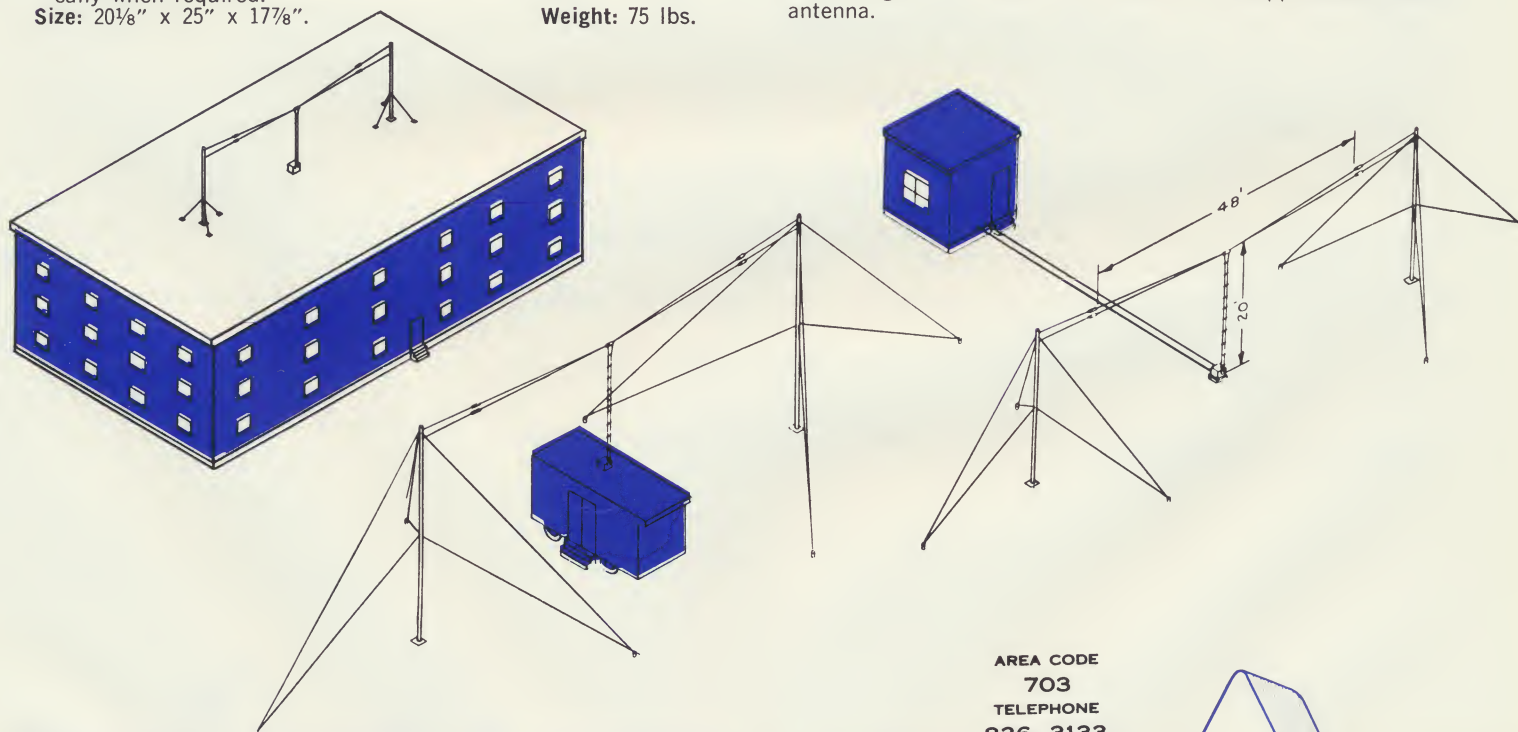 Size: 20⅛" x 25" x 17⅞".
Weight: 75 lbs.
antenna.
48'
20'
AREA CODE
703
TELEPHONE